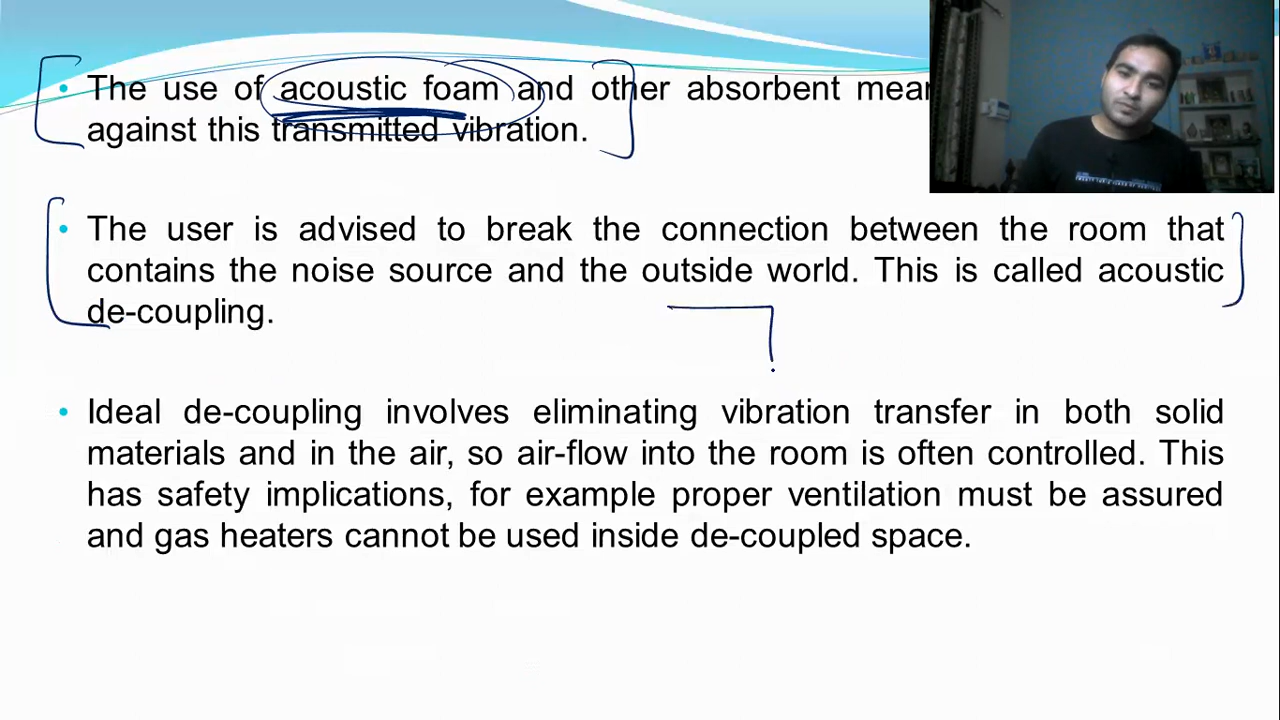 • The use of acoustic foam and other absorbent
against this transmitted vibration.
• The user is advised to break the connection between the room that
contains the noise source and the outside world. This is called acoustic
de-coupling.
• Ideal de-coupling involves eliminating vibration transfer in both solid
materials and in the air, so air-flow into the room is often controlled. This
has safety implications, for example proper ventilation must be assured
and gas heaters cannot be used inside de-coupled space.